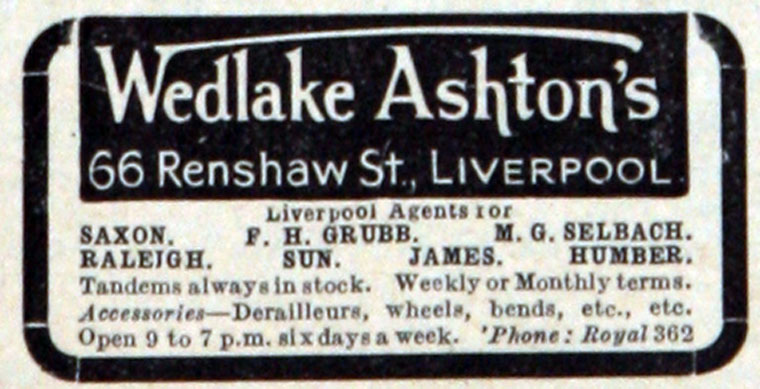 Wedlake Ashton's
66 Renshaw St., LIVERPOOL.
Liverpool Agents for
SAXON. F. H. GRUBB. M. G. SELBACH.
RALEIGH. SUN. JAMES. HUMBER.
Tandems always in stock. Weekly or Monthly terms.
Accessories—Derailleurs, wheels, bends, etc., etc.
Open 9 to 7 p.m. six days a week. 'Phone: Royal 362